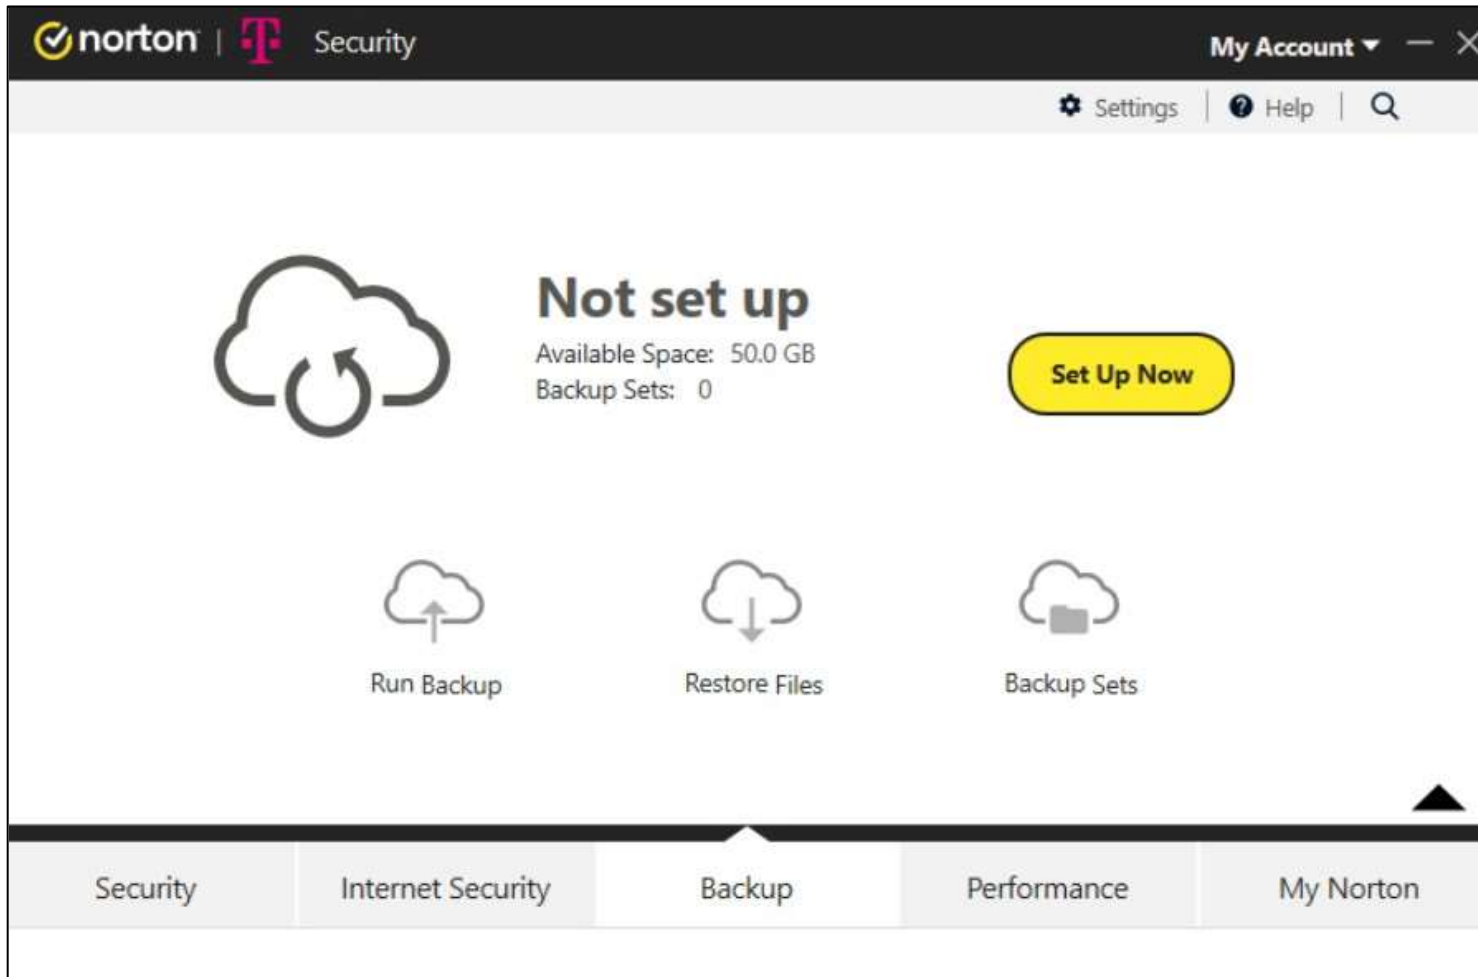 norton | T Security My Account
Settings | Help |
Not set up
Available Space: 50.0 GB
Backup Sets: 0
Set Up Now
Run Backup Restore Files Backup Sets
Security Internet Security Backup Performance My Norton